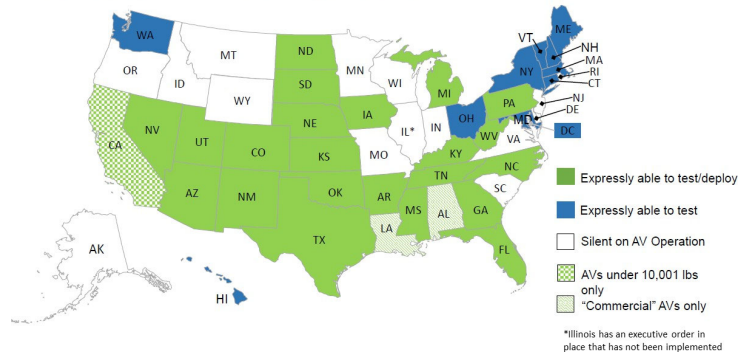 WA
ME
VT
NH
MT
ND
MA
OR
MN
RI
ID
SD
WI
NY
CT
WY
MI
IA
PA
NJ
NE
OH
DE
NV
IL*
IN
MD
UT
WV
DC
CA
CO
VA
KS
MO
KY
NC
TN
Expressly able to test/deploy
AZ
NM
OK
AR
SC
MS
AL
GA
Expressly able to test
LA
TX
Silent on AV Operation
AK
FL
AVs under 10,001 lbs
only
HI
“Commercial” AVs only
*Illinois has an executive order in
place that has not been implemented